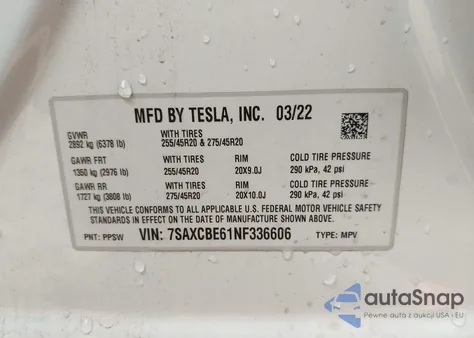 MFD BY TESLA, INC. 03/22
GVWR WITH TIRES
2892 kg (6378 lb) 255/45R20 & 275/45R20
GAWR FRT WITH TIRES RIM COLD TIRE PRESSURE
1350 kg (2976 lb) 255/45R20 20X9.0J 290 kPa, 42 psi
GAWR RR WITH TIRES RIM COLD TIRE PRESSURE
1727 kg (3808 lb) 275/45R20 20X10.0J 290 kPa, 42 psi
THIS VEHICLE CONFORMS TO ALL APPLICABLE U.S. FEDERAL MOTOR VEHICLE SAFETY
STANDARDS IN EFFECT ON THE DATE OF MANUFACTURE SHOWN ABOVE.
PNT: PPSW VIN: 7SAXCBE61NF336606 TYPE: MPV
autoSnap
Pewne auta z aukcji USA i EU